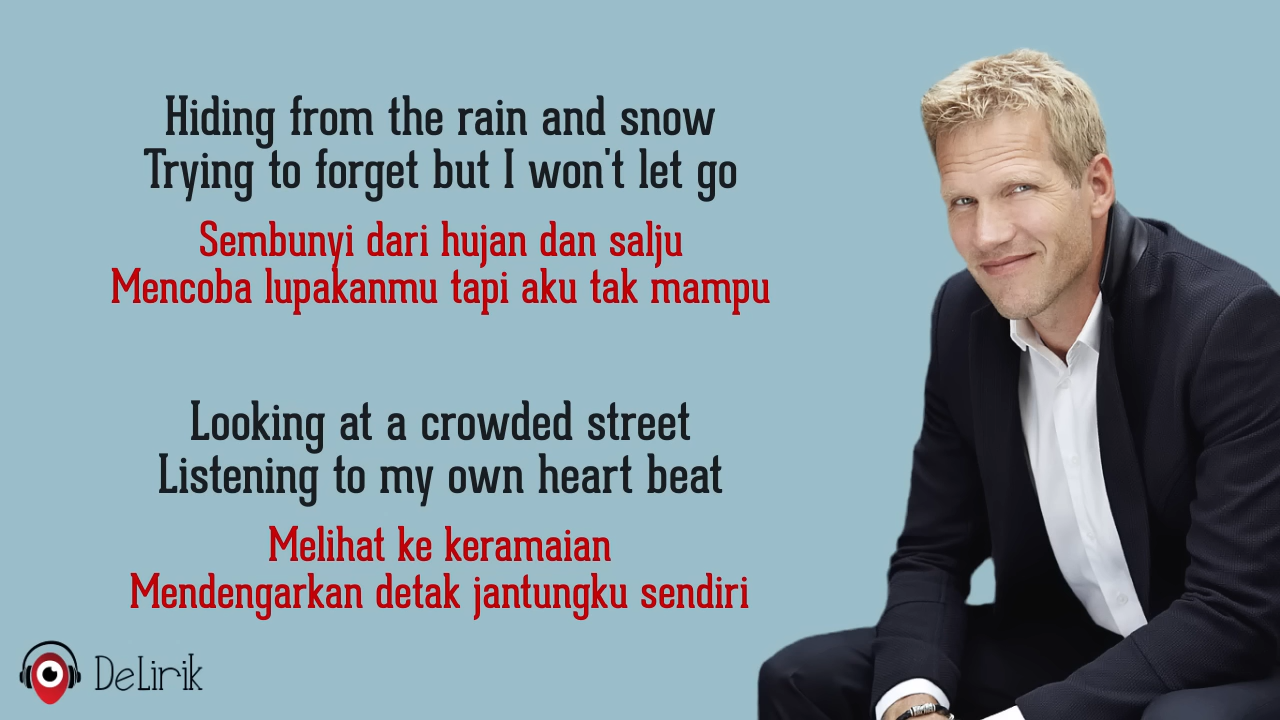 Hiding from the rain and snow
Trying to forget but I won't let go
Sembunyi dari hujan dan salju
Mencoba lupakanmu tapi aku tak mampu
Looking at a crowded street
Listening to my own heart beat
Melihat ke keramaian
Mendengarkan detak jantungku sendiri
DeLirik